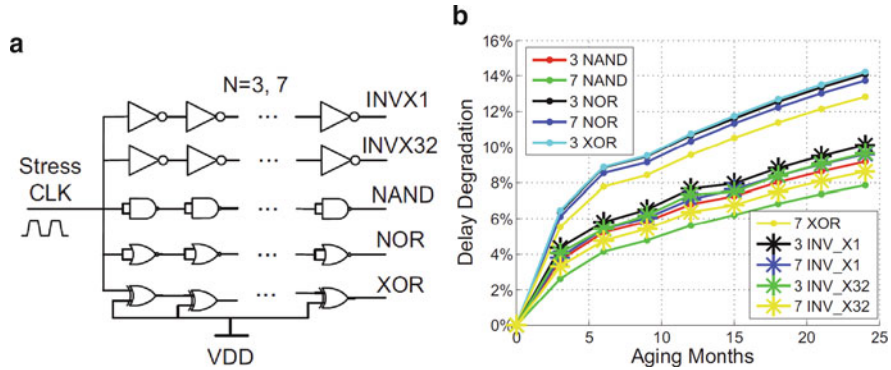 a
N=3, 7
INVX1
...
INVX32
...
Stress
CLK
NAND
...
NOR
...
XOR
...
VDD
b
16%
14%
12%
10%
8%
6%
4%
2%
0%
Delay Degradation
3 NAND
7 NAND
3 NOR
7 NOR
3 XOR
7 XOR
3 INV_X1
7 INV_X1
3 INV_X32
7 INV_X32
0
5
10
15
20
25
Aging Months